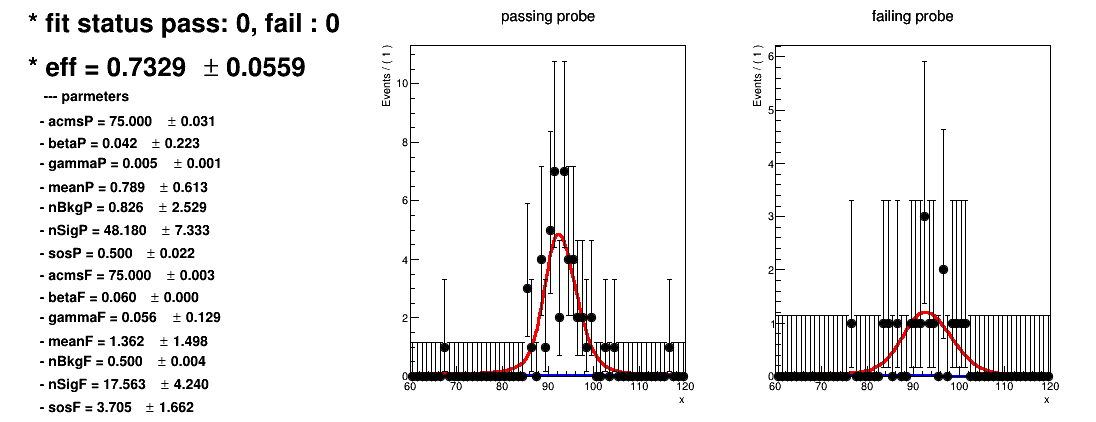 * fit status pass: 0, fail : 0
* eff = 0.7329 ± 0.0559
--- parmeters
- acmsP = 75.000 ± 0.031
- betaP = 0.042 ± 0.223
- gammaP = 0.005 ± 0.001
- meanP = 0.789 ± 0.613
- nBkgP = 0.826 ± 2.529
- nSigP = 48.180 ± 7.333
- sosP = 0.500 ± 0.022
- acmsF = 75.000 ± 0.003
- betaF = 0.060 ± 0.000
- gammaF = 0.056 ± 0.129
- meanF = 1.362 ± 1.498
- nBkgF = 0.500 ± 0.004
- nSigF = 17.563 ± 4.240
- sosF = 3.705 ± 1.662
passing probe
Events / ( 1 )
10
8
6
4
2
0
60 70 80 90 100 110 120
x
failing probe
Events / ( 1 )
6
5
4
3
2
1
0
60 70 80 90 100 110 120
x